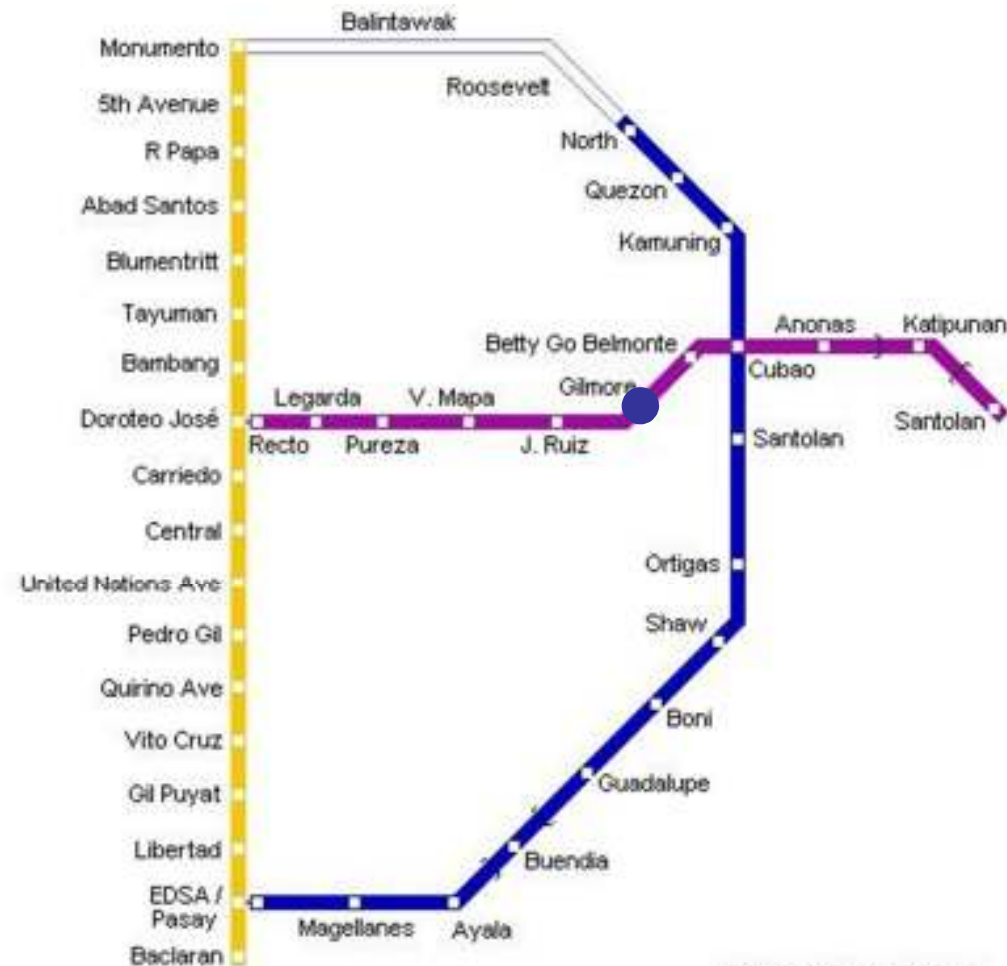 Balintawak
Monumento
Roosevelt
5th Avenue
North
R Papa
Quezon
Abad Santos
Kamuning
Blumentritt
Tayuman
Anonas
Katipunan
Betty Go Belmonte
Bambang
Cubao
Gilmore
Legarda
V. Mapa
Doroteo José
Santolan
Recto
Pureza
J. Ruiz
Santolan
Carriedo
Central
Ortigas
United Nations Ave
Shaw
Pedro Gil
Quirino Ave
Boni
Vito Cruz
Guadalupe
Gil Puyat
Libertad
Buendia
EDSA /
Pasay
Magellanes
Ayala
Baclaran